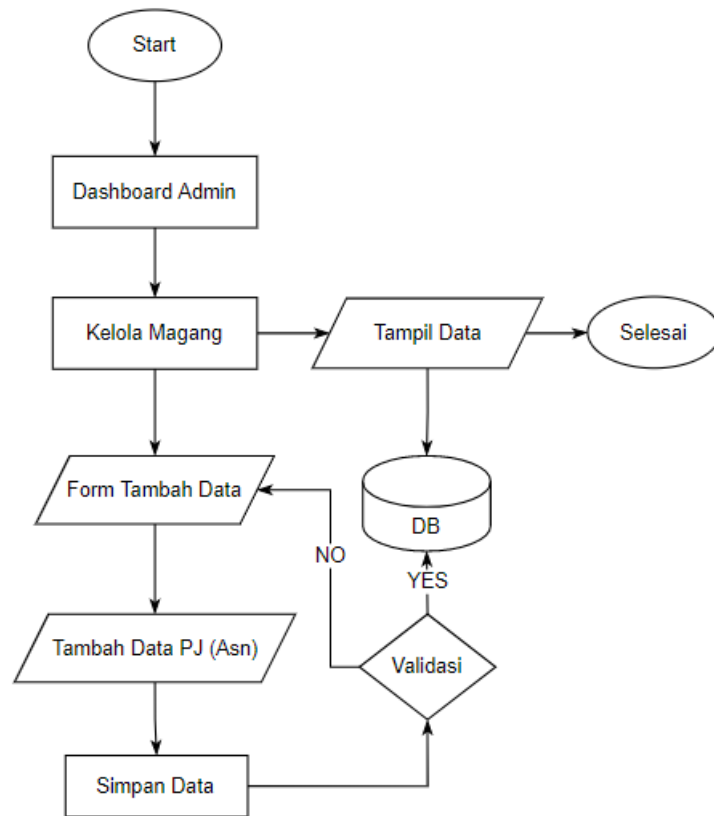 Start
Dashboard Admin
Kelola Magang
Tampil Data
Selesai
Form Tambah Data
DB
NO
YES
Tambah Data PJ (Asn)
Validasi
Simpan Data